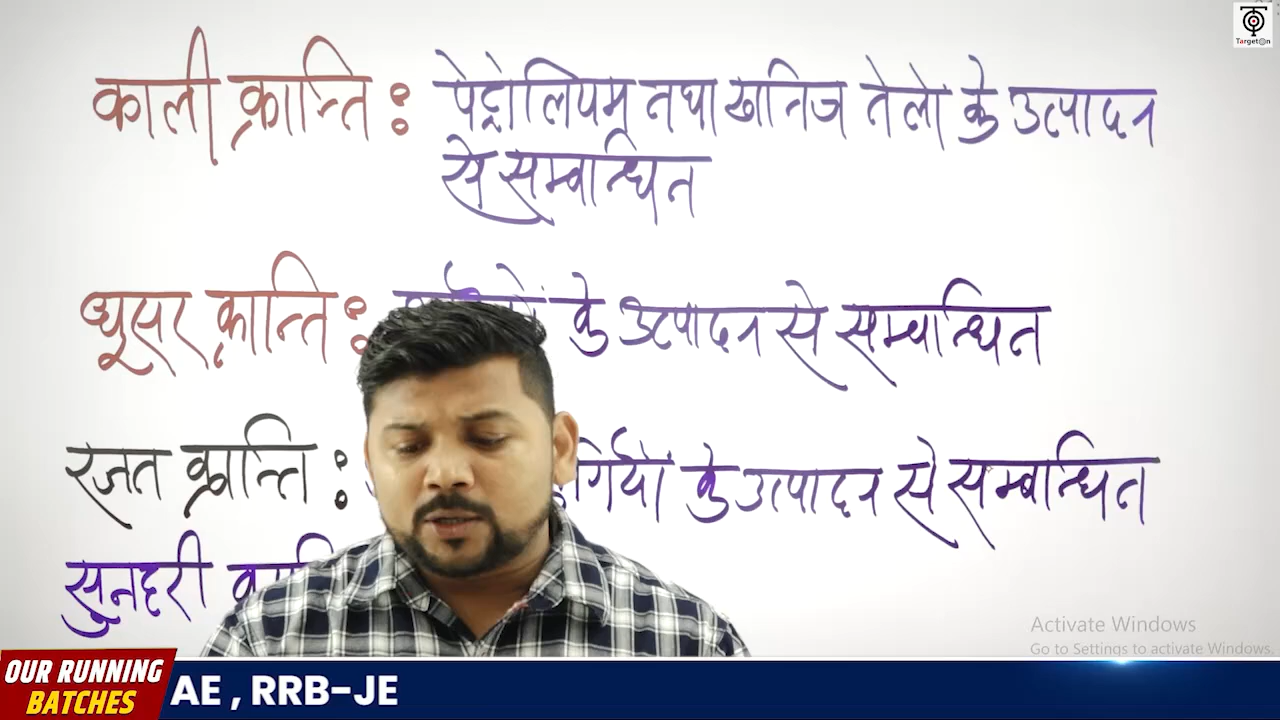 काली क्रान्ति : पेट्रोलियम तथा खनिज तेलो के उत्पादन
से सम्बन्धित
धूसर क्रान्ति : के उत्पादन से सम्बन्धित
रजत क्रान्ति : के उत्पादन से सम्बन्धित
सुनहरी
TargetOn
Activate Windows
Go to Settings to activate Windows.
OUR RUNNING
BATCHES
AE , RRB-JE